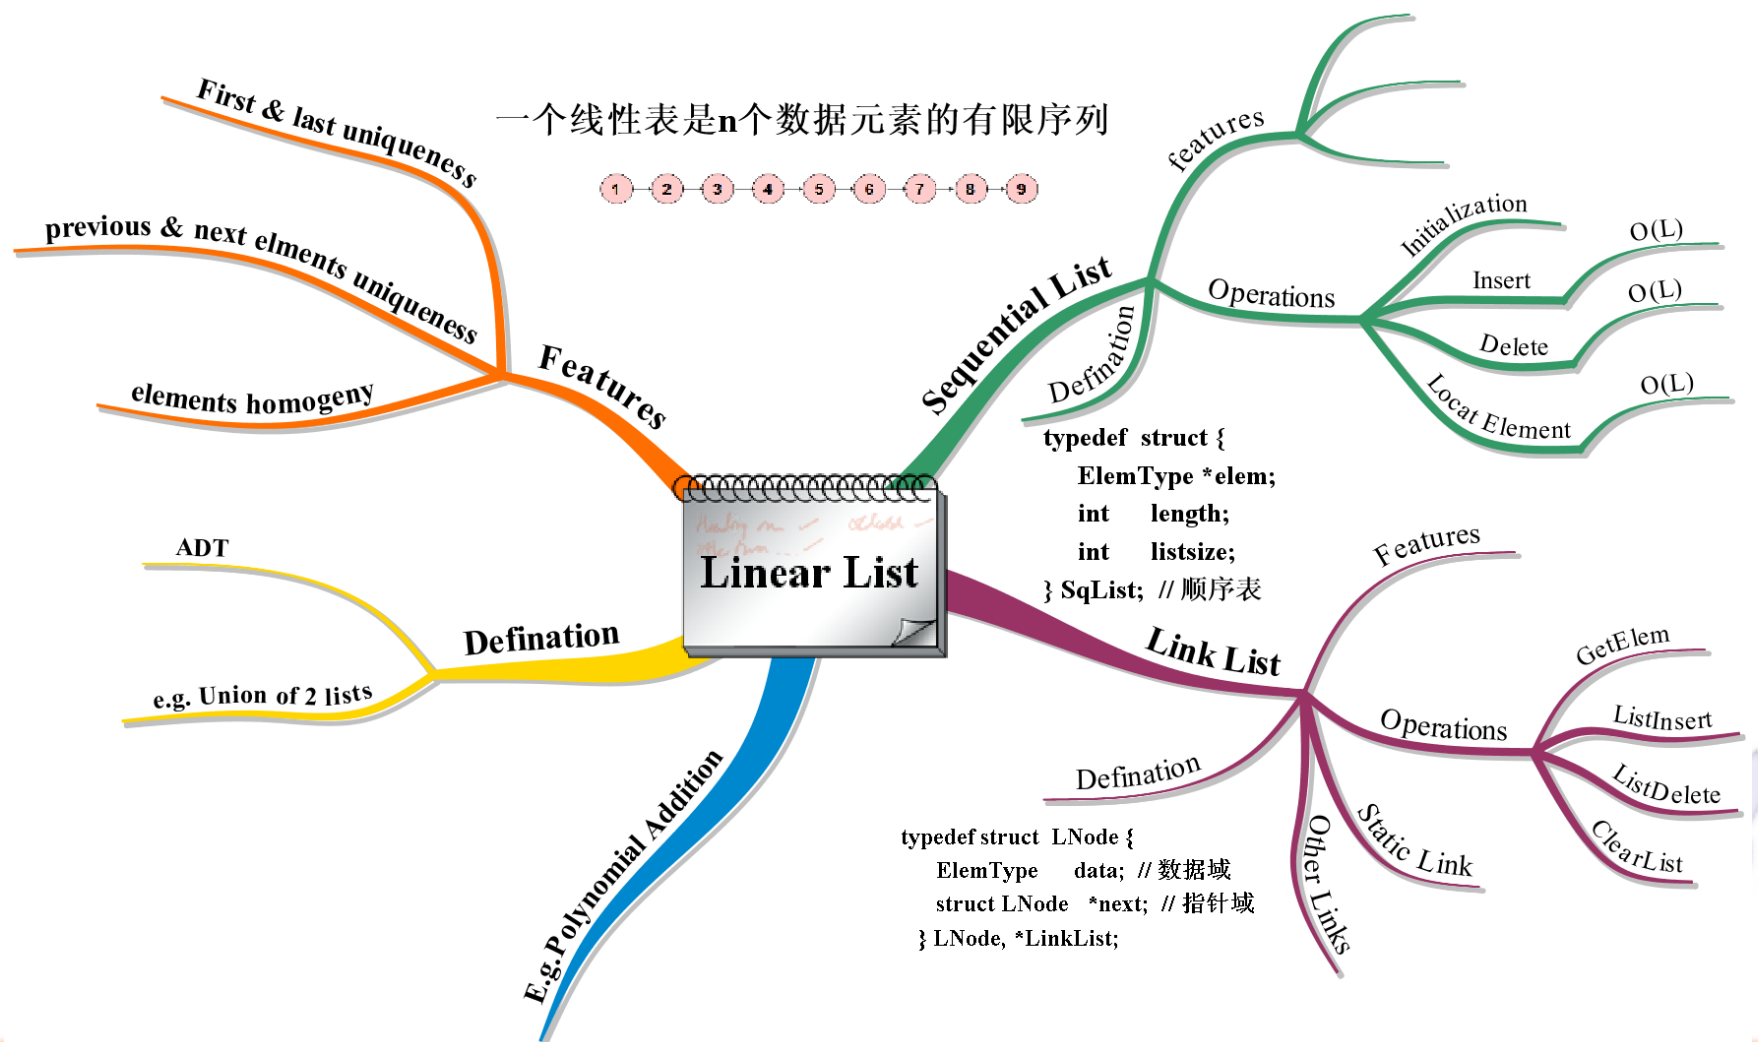 一个线性表是n个数据元素的有限序列
1 2 3 4 5 6 7 8 9
Linear List
Features
First & last uniqueness
previous & next elments uniqueness
elements homogeny
Defination
ADT
e.g. Union of 2 lists
E.g.Polynomial Addition
Sequential List
features
Operations
Initialization
Insert
O(L)
Delete
O(L)
Locat Element
O(L)
Defination
typedef struct {
ElemType *elem;
int length;
int listsize;
} SqList; // 顺序表
Link List
Features
Operations
GetElem
ListInsert
ListDelete
ClearList
Static Link
Other Links
Defination
typedef struct LNode {
ElemType data; // 数据域
struct LNode *next; // 指针域
} LNode, *LinkList;